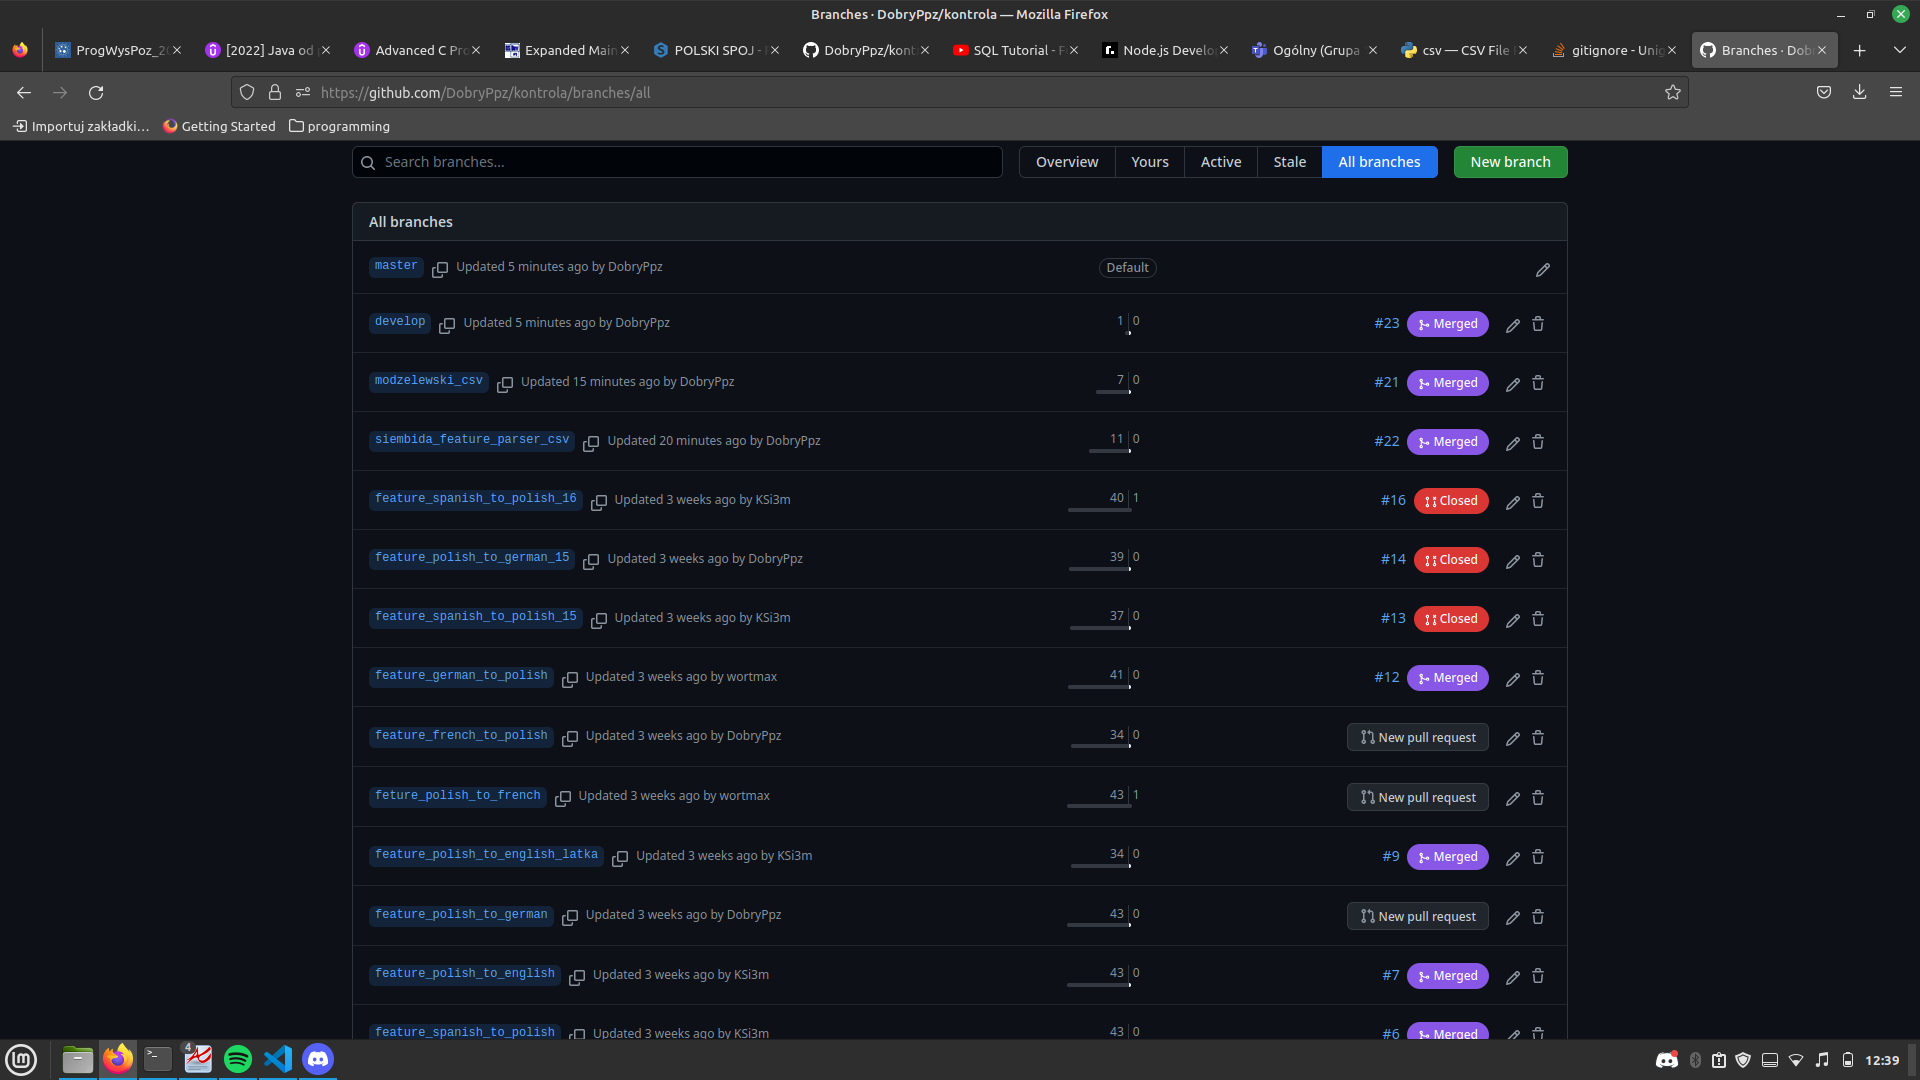 Branches · DobryPpz/kontrola — Mozilla Firefox
ProgWysPoz_20
[2022] Java od p
Advanced C Pro
Expanded Main
POLSKI SPOJ - P
DobryPpz/kont
SQL Tutorial - F
Node.js Develo
Ogólny (Grupa
csv — CSV File
gitignore - Unig
Branches · Dob
https://github.com/DobryPpz/kontrola/branches/all
Importuj zakładki…
Getting Started
programming
Search branches...
Overview Yours Active Stale All branches New branch
All branches
master Updated 5 minutes ago by DobryPpz Default
develop Updated 5 minutes ago by DobryPpz 1 0 #23 Merged
modzelewski_csv Updated 15 minutes ago by DobryPpz 7 0 #21 Merged
siembida_feature_parser_csv Updated 20 minutes ago by DobryPpz 11 0 #22 Merged
feature_spanish_to_polish_16 Updated 3 weeks ago by KSi3m 40 1 #16 Closed
feature_polish_to_german_15 Updated 3 weeks ago by DobryPpz 39 0 #14 Closed
feature_spanish_to_polish_15 Updated 3 weeks ago by KSi3m 37 0 #13 Closed
feature_german_to_polish Updated 3 weeks ago by wortmax 41 0 #12 Merged
feature_french_to_polish Updated 3 weeks ago by DobryPpz 34 0 New pull request
feture_polish_to_french Updated 3 weeks ago by wortmax 43 1 New pull request
feature_polish_to_english_latka Updated 3 weeks ago by KSi3m 34 0 #9 Merged
feature_polish_to_german Updated 3 weeks ago by DobryPpz 43 0 New pull request
feature_polish_to_english Updated 3 weeks ago by KSi3m 43 0 #7 Merged
feature_spanish_to_polish Updated 3 weeks ago by KSi3m 43 0 #6 Merged
4
12:39